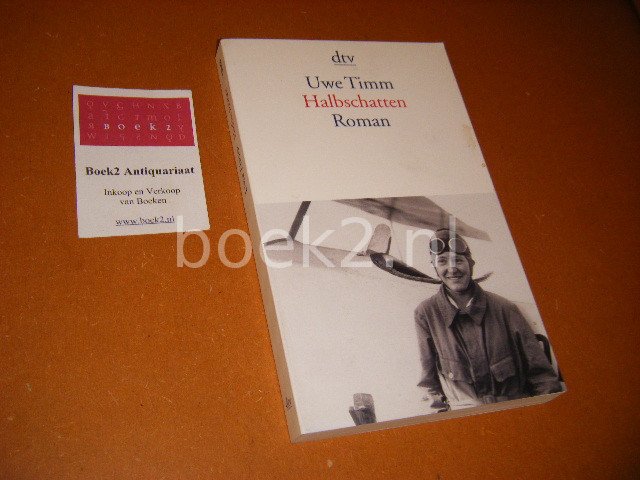 dtv
Uwe Timm
Halbschatten
Roman
BOEK2
Boek2 Antiquariaat
Inkoop en Verkoop
van Boeken
www.boek2.nl
boek2.nl